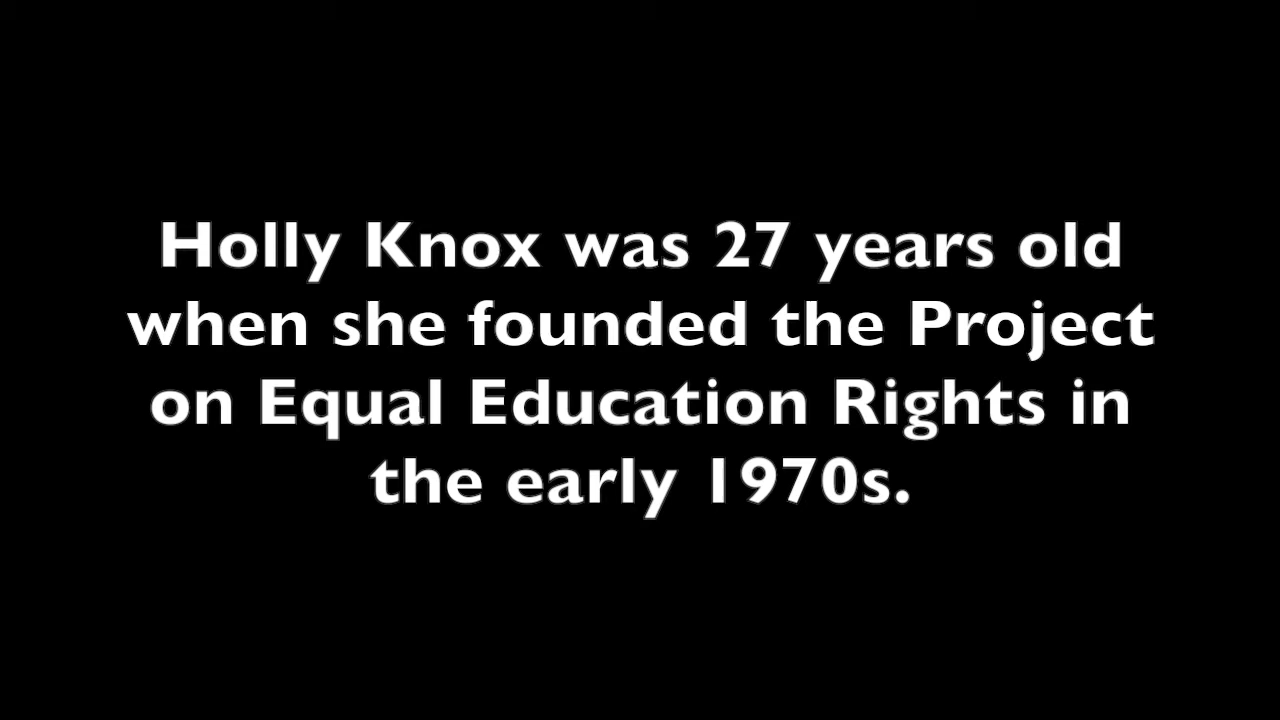 Holly Knox was 27 years old
when she founded the Project
on Equal Education Rights in
the early 1970s.